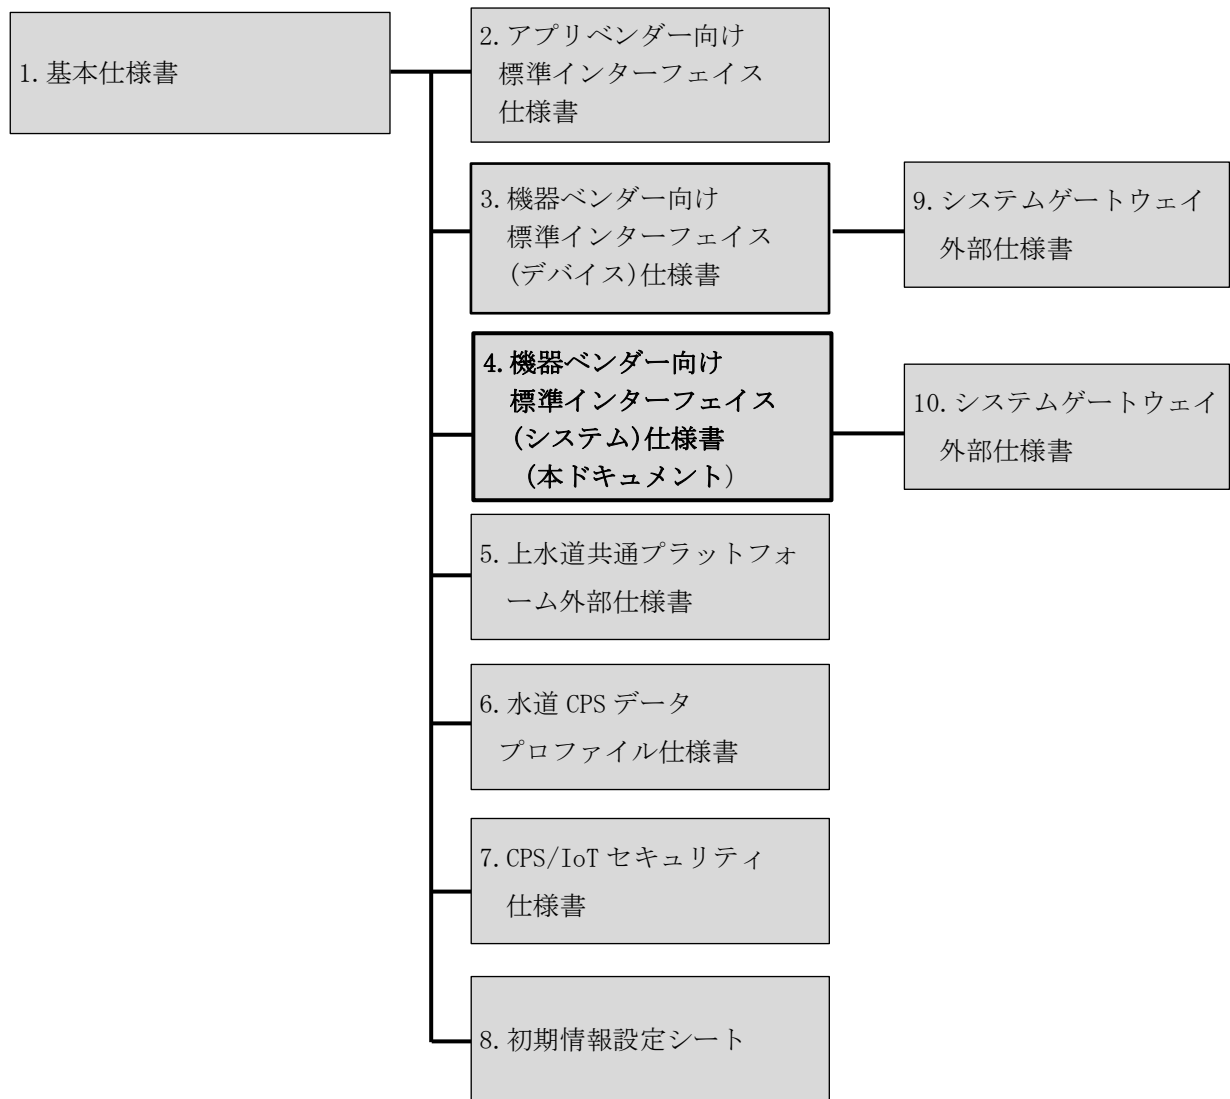 1. 基本仕様書
2. アプリベンダー向け
標準インターフェイス
仕様書
3. 機器ベンダー向け
標準インターフェイス
(デバイス)仕様書
9. システムゲートウェイ
外部仕様書
4. 機器ベンダー向け
標準インターフェイス
(システム)仕様書
(本ドキュメント)
10. システムゲートウェイ
外部仕様書
5. 上水道共通プラットフォ
ーム外部仕様書
6. 水道 CPS データ
プロファイル仕様書
7. CPS/IoT セキュリティ
仕様書
8. 初期情報設定シート